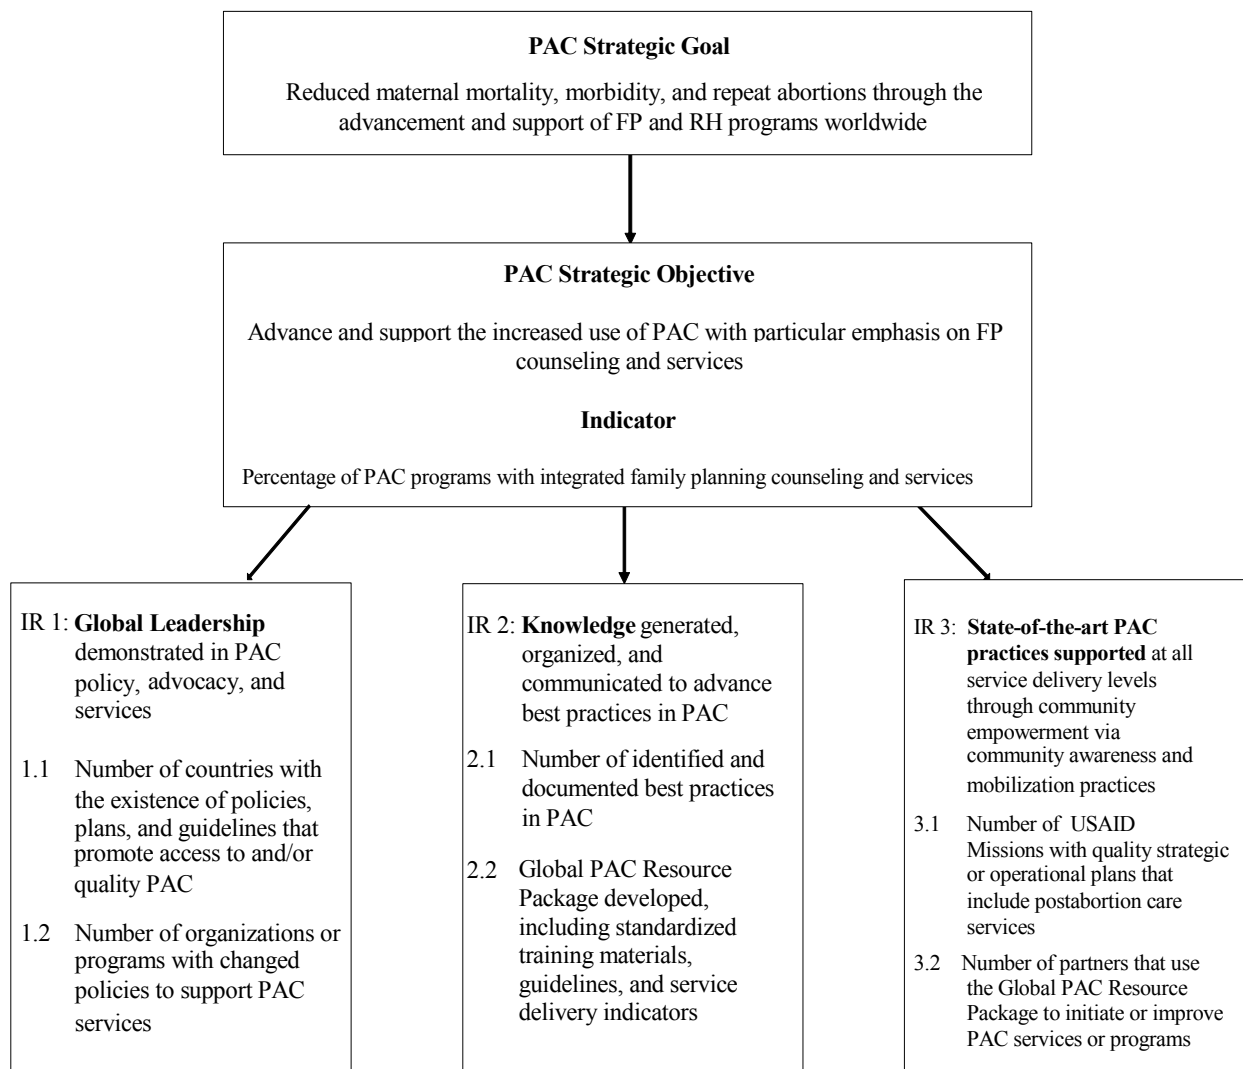 PAC Strategic Goal
Reduced maternal mortality, morbidity, and repeat abortions through the
advancement and support of FP and RH programs worldwide
PAC Strategic Objective
Advance and support the increased use of PAC with particular emphasis on FP
counseling and services
Indicator
Percentage of PAC programs with integrated family planning counseling and services
IR 1: Global Leadership
demonstrated in PAC
policy, advocacy, and
services
1.1 Number of countries with
the existence of policies,
plans, and guidelines that
promote access to and/or
quality PAC
1.2 Number of organizations or
programs with changed
policies to support PAC
services
IR 2: Knowledge generated,
organized, and
communicated to advance
best practices in PAC
2.1 Number of identified and
documented best practices
in PAC
2.2 Global PAC Resource
Package developed,
including standardized
training materials,
guidelines, and service
delivery indicators
IR 3: State-of-the-art PAC
practices supported at all
service delivery levels
through community
empowerment via
community awareness and
mobilization practices
3.1 Number of USAID
Missions with quality strategic
or operational plans that
include postabortion care
services
3.2 Number of partners that use
the Global PAC Resource
Package to initiate or improve
PAC services or programs